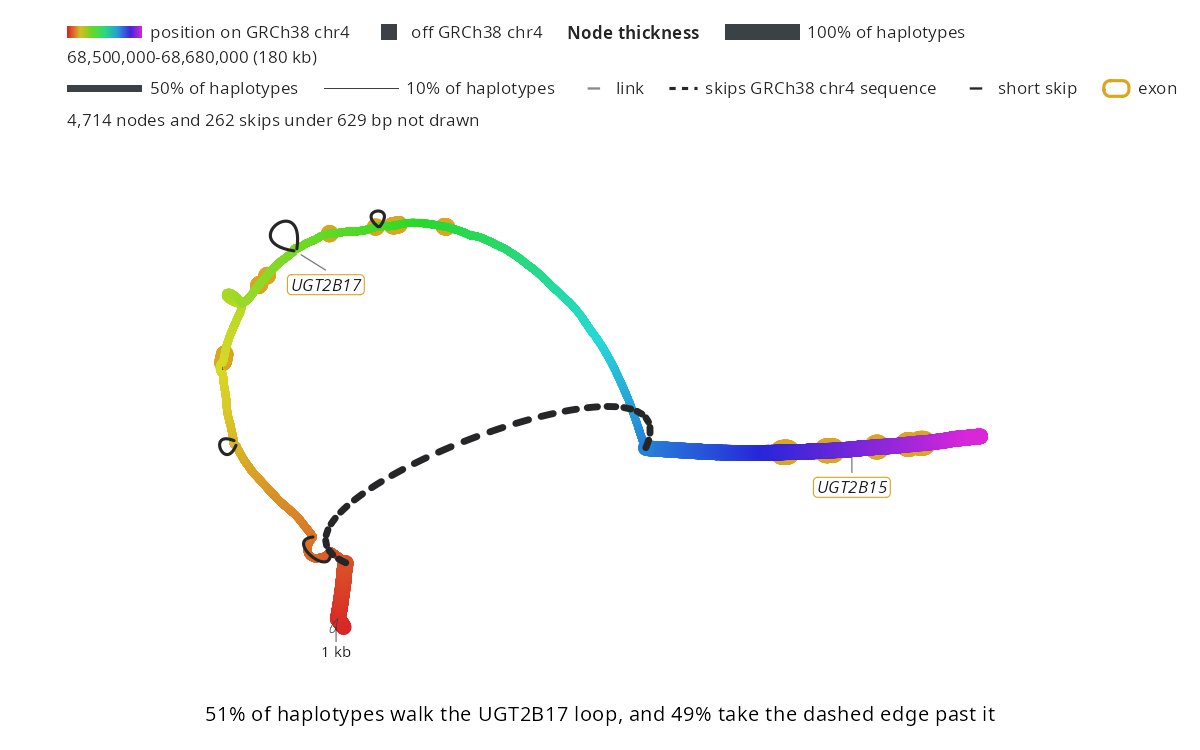 position on GRCh38 chr4 off GRCh38 chr4 Node thickness 100% of haplotypes
68,500,000-68,680,000 (180 kb)
50% of haplotypes 10% of haplotypes link skips GRCh38 chr4 sequence short skip exon
4,714 nodes and 262 skips under 629 bp not drawn
UGT2B17
UGT2B15
1 kb
51% of haplotypes walk the UGT2B17 loop, and 49% take the dashed edge past it